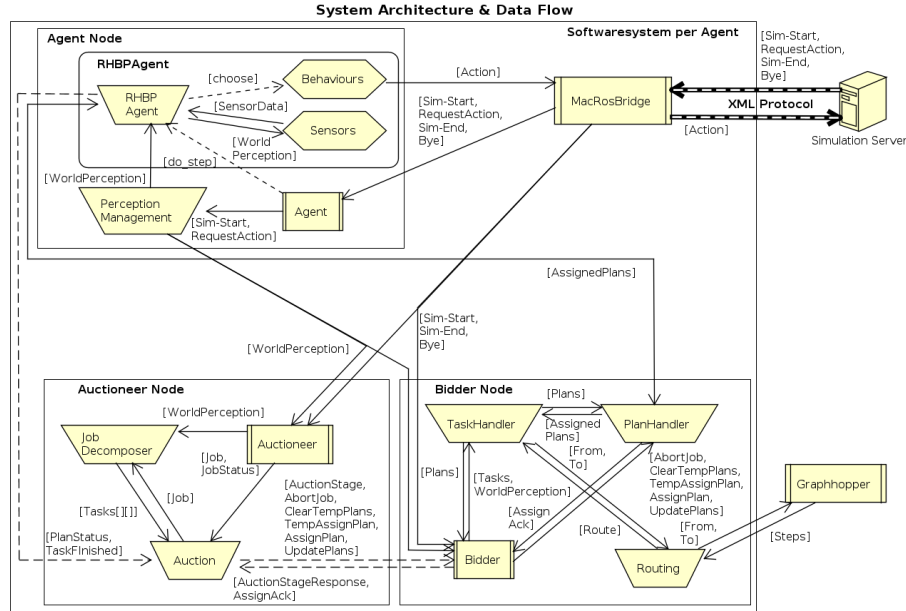 System Architecture & Data Flow
Agent Node
Softwaresystem per Agent
RHBPAgent
RHBP
Agent
[choose]
Behaviours
[SensorData]
Sensors
[World
Perception]
[do_step]
[WorldPerception]
Perception
Management
[Sim-Start,
RequestAction]
Agent
[Action]
[Sim-Start,
RequestAction,
Sim-End,
Bye]
MacRosBridge
[Sim-Start,
RequestAction,
Sim-End,
Bye]
XML Protocol
[Action]
Simulation Server
[AssignedPlans]
[Sim-Start,
Sim-End,
Bye]
[WorldPerception]
Auctioneer Node
[WorldPerception]
Job
Decomposer
Auctioneer
[Job,
JobStatus]
[Job]
[Tasks[][]]
[PlanStatus,
TaskFinished]
Auction
[AuctionStage,
AbortJob,
ClearTempPlans,
TempAssignPlan,
AssignPlan,
UpdatePlans]
[AuctionStageResponse,
AssignAck]
Bidder Node
TaskHandler
[Plans]
[Assigned
Plans]
PlanHandler
[From,
To]
[Plans]
[Tasks,
WorldPerception]
[AbortJob,
ClearTempPlans,
TempAssignPlan,
AssignPlan,
UpdatePlans]
[Assign
Ack]
[Route]
[From,
To]
Bidder
Routing
Graphhopper
[Steps]